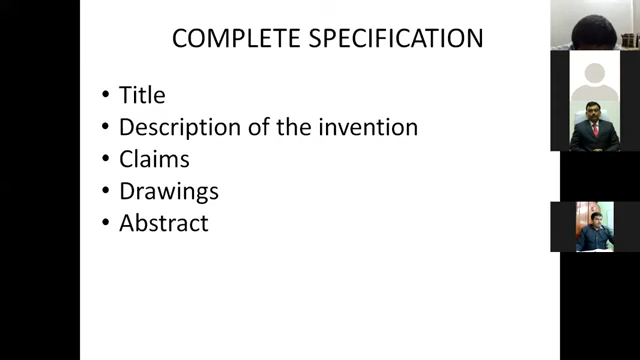 COMPLETE SPECIFICATION
• Title
• Description of the invention
• Claims
• Drawings
• Abstract